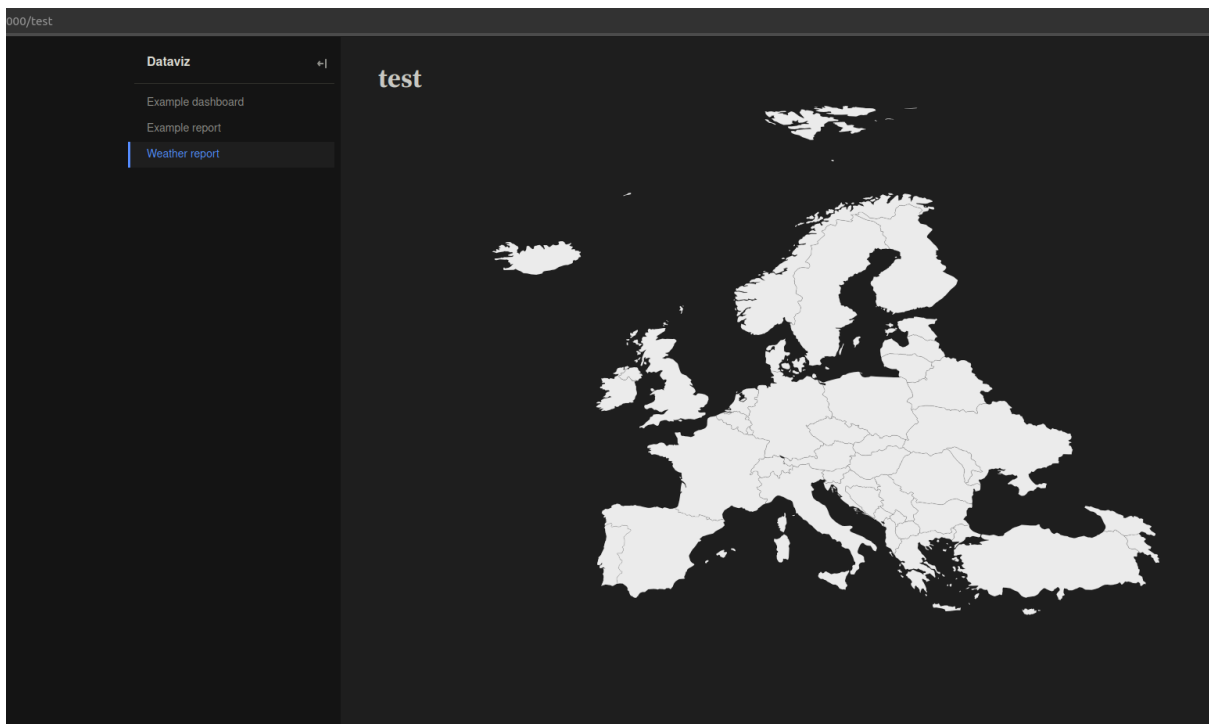 000/test
Dataviz
Example dashboard
Example report
Weather report
test